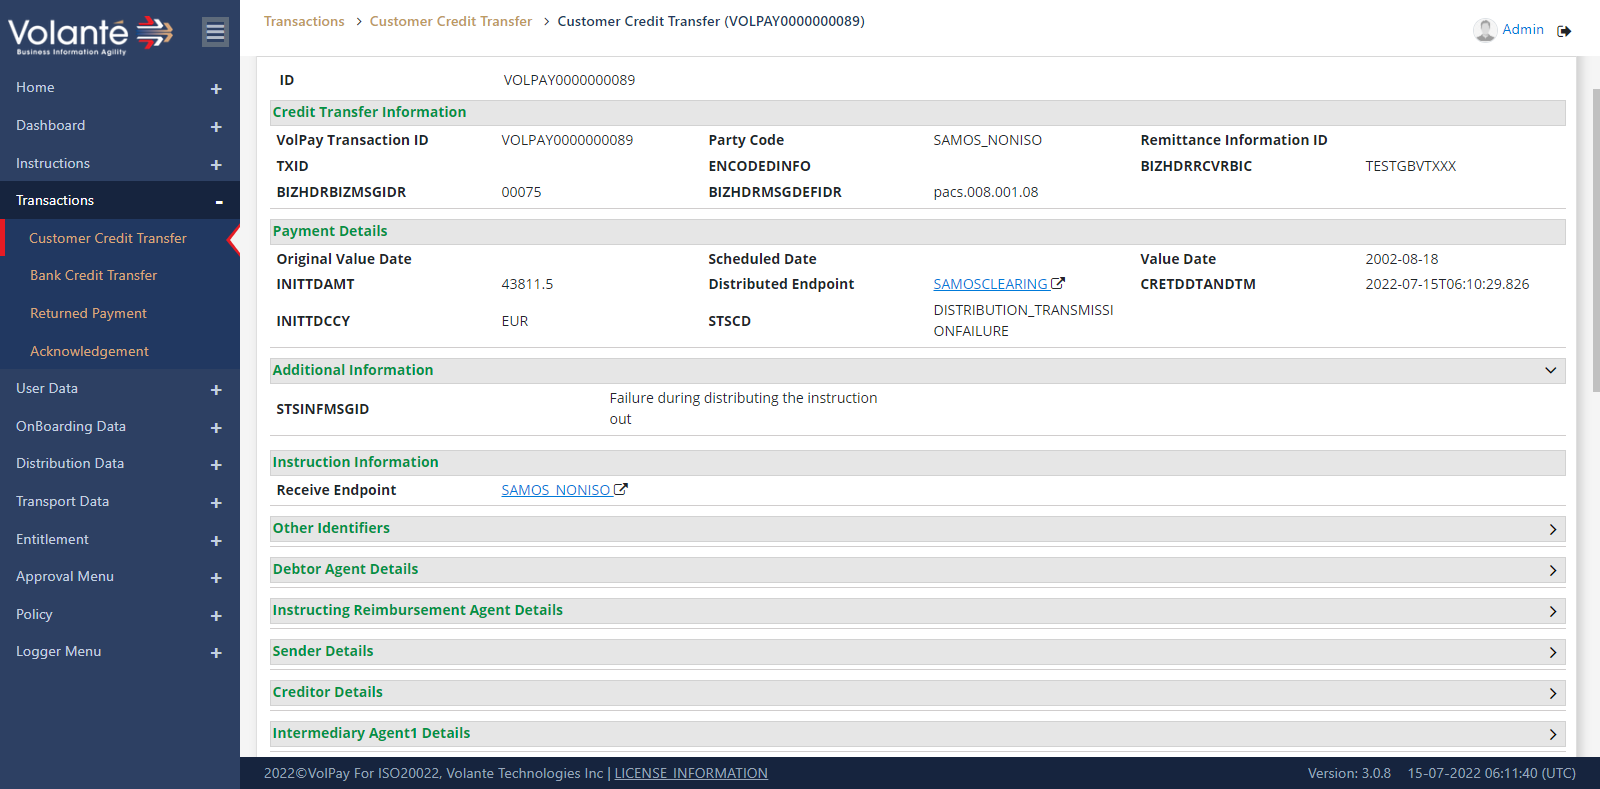 Volanté
Business Information Agility
Transactions > Customer Credit Transfer > Customer Credit Transfer (VOLPAY0000000089)
Admin
Home +
Dashboard +
Instructions +
Transactions -
Customer Credit Transfer
Bank Credit Transfer
Returned Payment
Acknowledgement
User Data +
OnBoarding Data +
Distribution Data +
Transport Data +
Entitlement +
Approval Menu +
Policy +
Logger Menu +
ID VOLPAY0000000089
Credit Transfer Information
VolPay Transaction ID VOLPAY0000000089 Party Code SAMOS_NONISO Remittance Information ID
TXID ENCODEDINFO BIZHDRRCVRBIC TESTGBVTXXX
BIZHDRBIZMSGIDR 00075 BIZHDRMSGDEFIDR pacs.008.001.08
Payment Details
Original Value Date Scheduled Date Value Date 2002-08-18
INITTDAMT 43811.5 Distributed Endpoint SAMOSCLEARING CRETDDTANDTM 2022-07-15T06:10:29.826
INITTDCCY EUR STSCD DISTRIBUTION_TRANSMISSI
ONFAILURE
Additional Information
STSINFMSGID Failure during distributing the instruction
out
Instruction Information
Receive Endpoint SAMOS_NONISO
Other Identifiers
Debtor Agent Details
Instructing Reimbursement Agent Details
Sender Details
Creditor Details
Intermediary Agent1 Details
2022©VolPay For ISO20022, Volante Technologies Inc | LICENSE INFORMATION Version: 3.0.8 15-07-2022 06:11:40 (UTC)